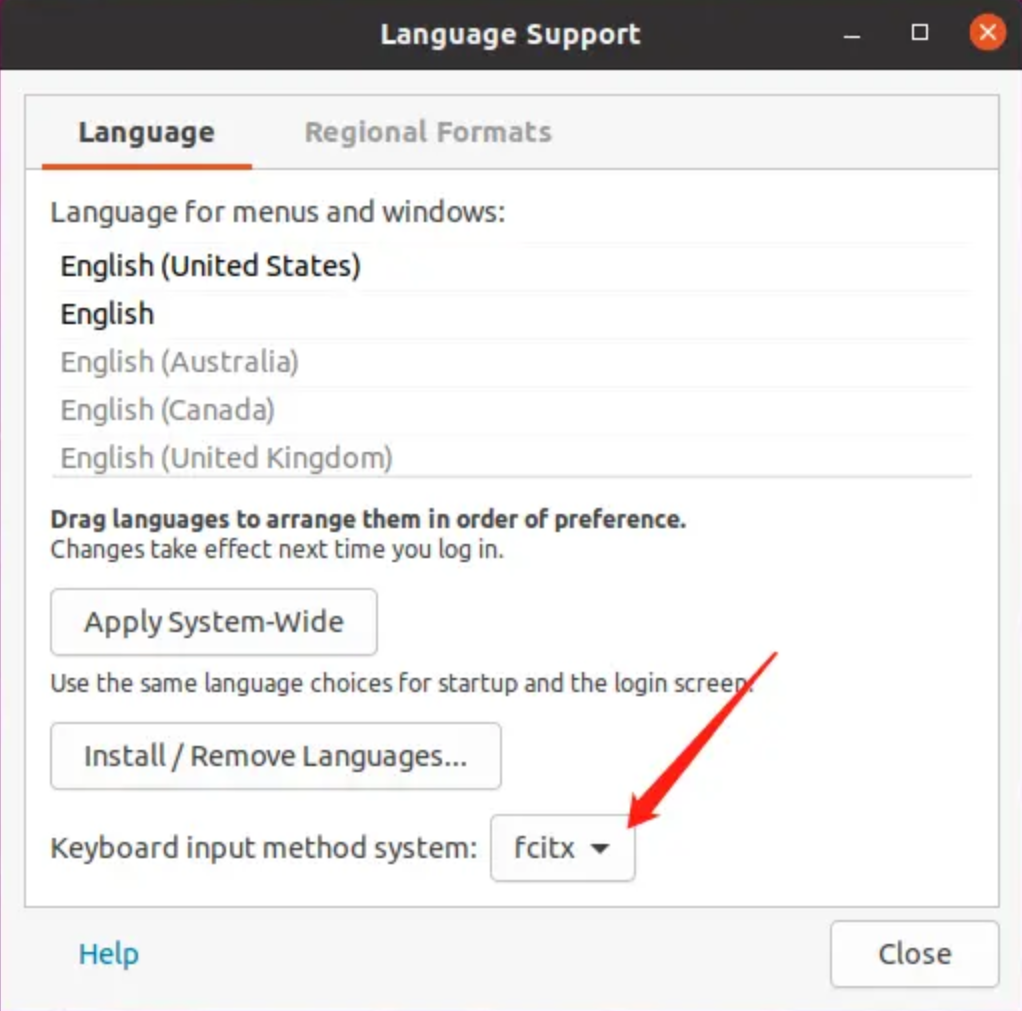 Language Support
Language Regional Formats
Language for menus and windows:
English (United States)
English
English (Australia)
English (Canada)
English (United Kingdom)
Drag languages to arrange them in order of preference.
Changes take effect next time you log in.
Apply System-Wide
Use the same language choices for startup and the login screen.
Install / Remove Languages...
Keyboard input method system: fcitx
Help Close